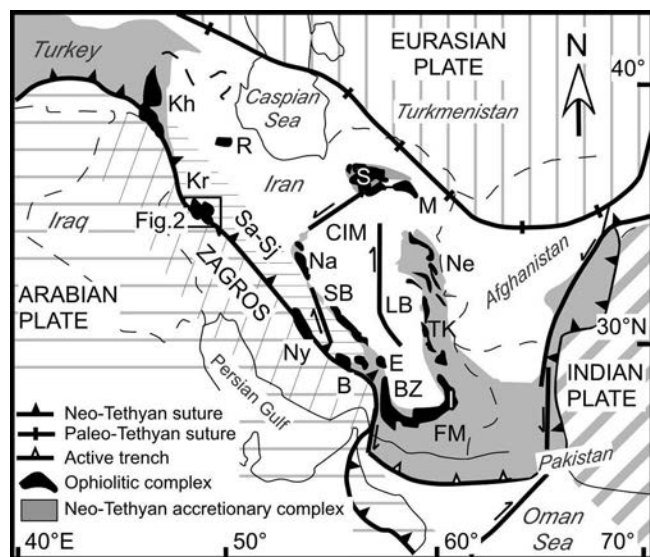 Turkey
EURASIAN
PLATE
N
40°
Caspian
Sea
Turkmenistan
Kh
R
S
Kr
Iran
M
Iraq
Fig.2
Sa-Sj
CIM
Na
Ne
Afghanistan
ZAGROS
ARABIAN
PLATE
SB
LB
TK
30°N
Ny
E
INDIAN
PLATE
B
BZ
I
Persian Gulf
FM
Neo-Tethyan suture
Paleo-Tethyan suture
Active trench
Ophiolitic complex
Neo-Tethyan accretionary complex
Pakistan
Oman
Sea
40°E
50°
60°
70°